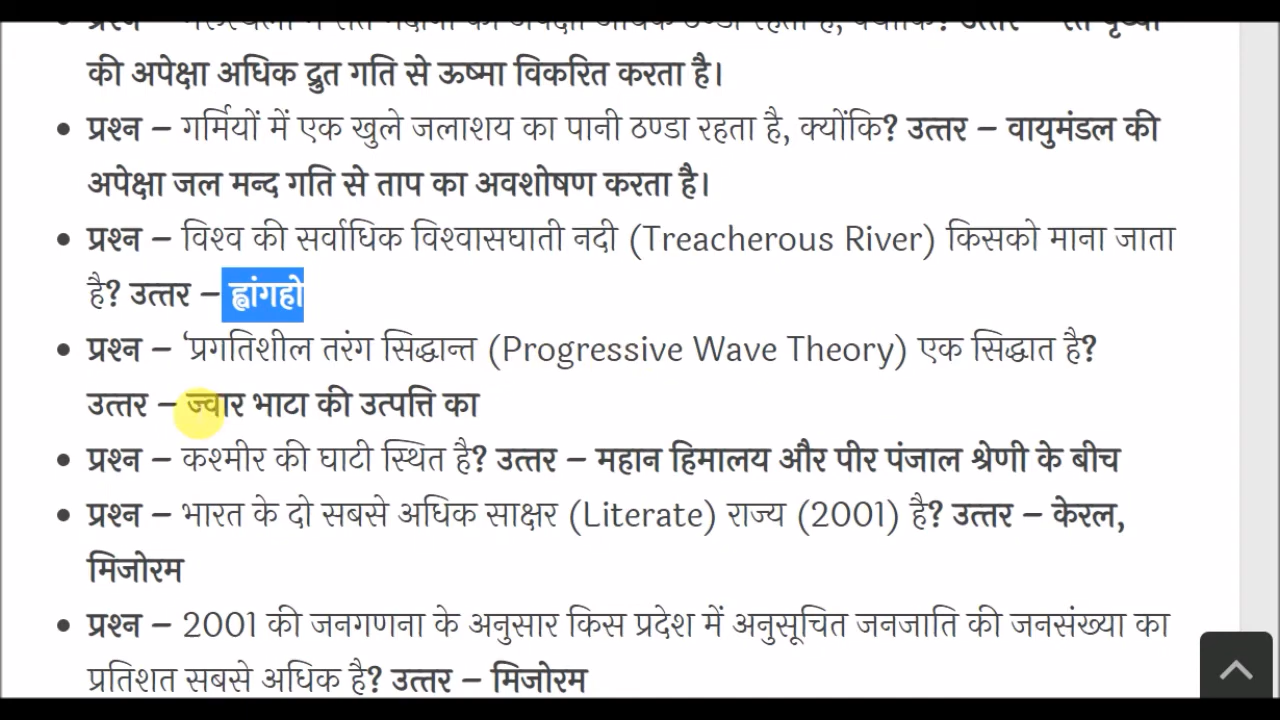 की अपेक्षा अधिक द्रुत गति से ऊष्मा विकरित करता है।
• प्रश्न – गर्मियों में एक खुले जलाशय का पानी ठण्डा रहता है, क्योंकि? उत्तर – वायुमंडल की
अपेक्षा जल मन्द गति से ताप का अवशोषण करता है।
• प्रश्न – विश्व की सर्वाधिक विश्वासघाती नदी (Treacherous River) किसको माना जाता
है? उत्तर – ह्वांगहो
• प्रश्न – ‘प्रगतिशील तरंग सिद्धान्त (Progressive Wave Theory) एक सिद्धात है?
उत्तर – ज्वार भाटा की उत्पत्ति का
• प्रश्न – कश्मीर की घाटी स्थित है? उत्तर – महान हिमालय और पीर पंजाल श्रेणी के बीच
• प्रश्न – भारत के दो सबसे अधिक साक्षर (Literate) राज्य (2001) है? उत्तर – केरल,
मिजोरम
• प्रश्न – 2001 की जनगणना के अनुसार किस प्रदेश में अनुसूचित जनजाति की जनसंख्या का
प्रतिशत सबसे अधिक है? उत्तर – मिजोरम